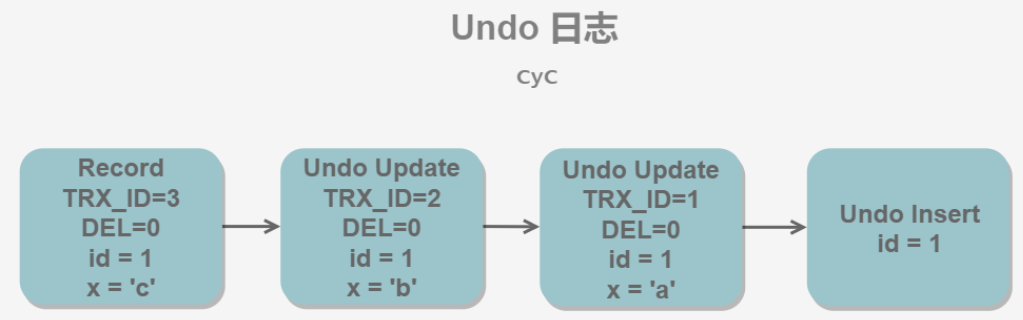 Undo 日志
CyC
Record
TRX_ID=3
DEL=0
id = 1
x = 'c'
Undo Update
TRX_ID=2
DEL=0
id = 1
x = 'b'
Undo Update
TRX_ID=1
DEL=0
id = 1
x = 'a'
Undo Insert
id = 1